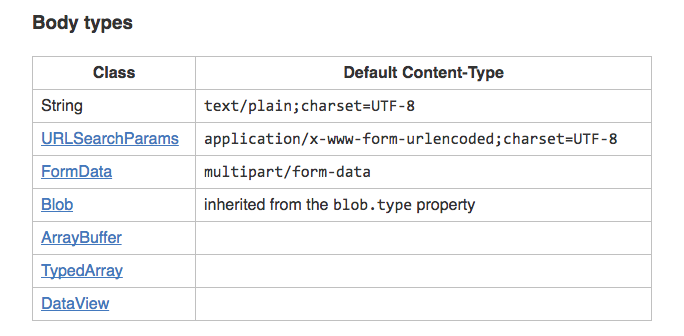 Body types
Class Default Content-Type
String text/plain;charset=UTF-8
URLSearchParams application/x-www-form-urlencoded;charset=UTF-8
FormData multipart/form-data
Blob inherited from the blob.type property
ArrayBuffer
TypedArray
DataView